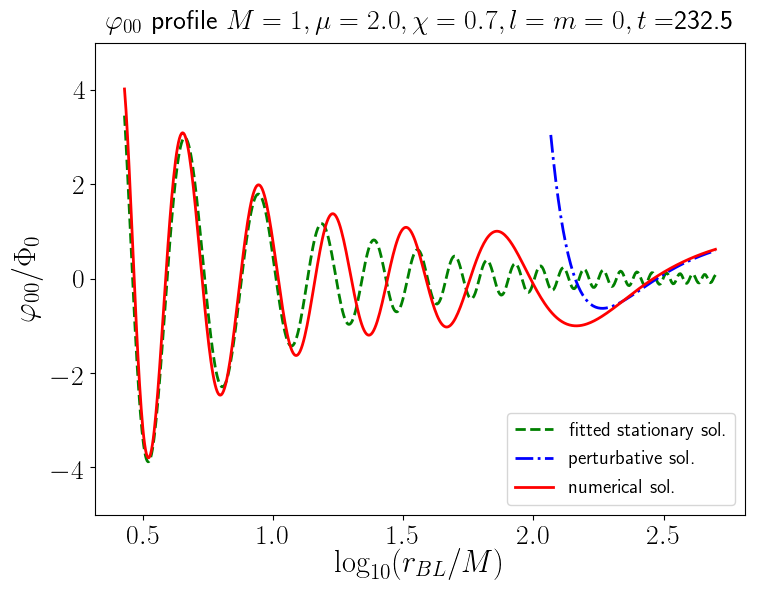 φ₀₀ profile M = 1, μ = 2.0, χ = 0.7, l = m = 0, t =232.5
φ₀₀/Φ₀
4
2
0
−2
−4
fitted stationary sol.
perturbative sol.
numerical sol.
0.5 1.0 1.5 2.0 2.5
log₁₀(r_BL/M)